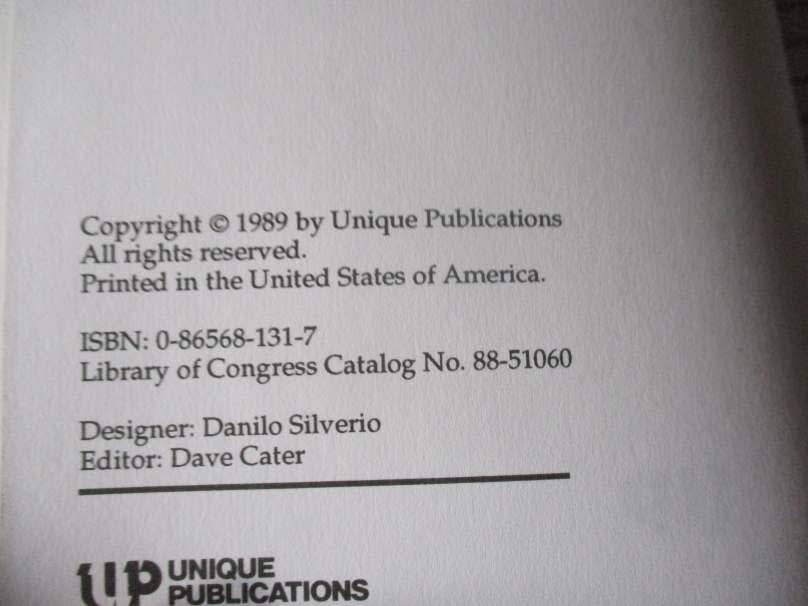 Copyright © 1989 by Unique Publications
All rights reserved.
Printed in the United States of America.
ISBN: 0-86568-131-7
Library of Congress Catalog No. 88-51060
Designer: Danilo Silverio
Editor: Dave Cater
UP UNIQUE
PUBLICATIONS